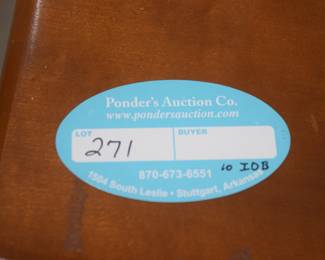 Ponder's Auction Co.
www.pondersauction.com
LOT BUYER
271
10 IOB
870-673-6551
1504 South Leslie • Stuttgart, Arkansas